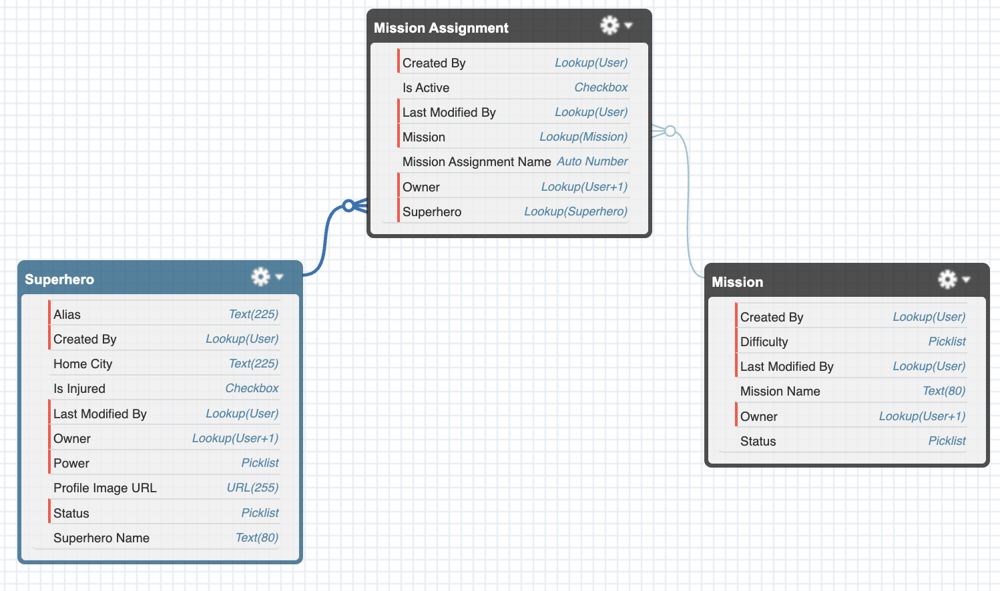 Mission Assignment
Created By Lookup(User)
Is Active Checkbox
Last Modified By Lookup(User)
Mission Lookup(Mission)
Mission Assignment Name Auto Number
Owner Lookup(User+1)
Superhero Lookup(Superhero)
Superhero
Alias Text(225)
Created By Lookup(User)
Home City Text(225)
Is Injured Checkbox
Last Modified By Lookup(User)
Owner Lookup(User+1)
Power Picklist
Profile Image URL URL(255)
Status Picklist
Superhero Name Text(80)
Mission
Created By Lookup(User)
Difficulty Picklist
Last Modified By Lookup(User)
Mission Name Text(80)
Owner Lookup(User+1)
Status Picklist